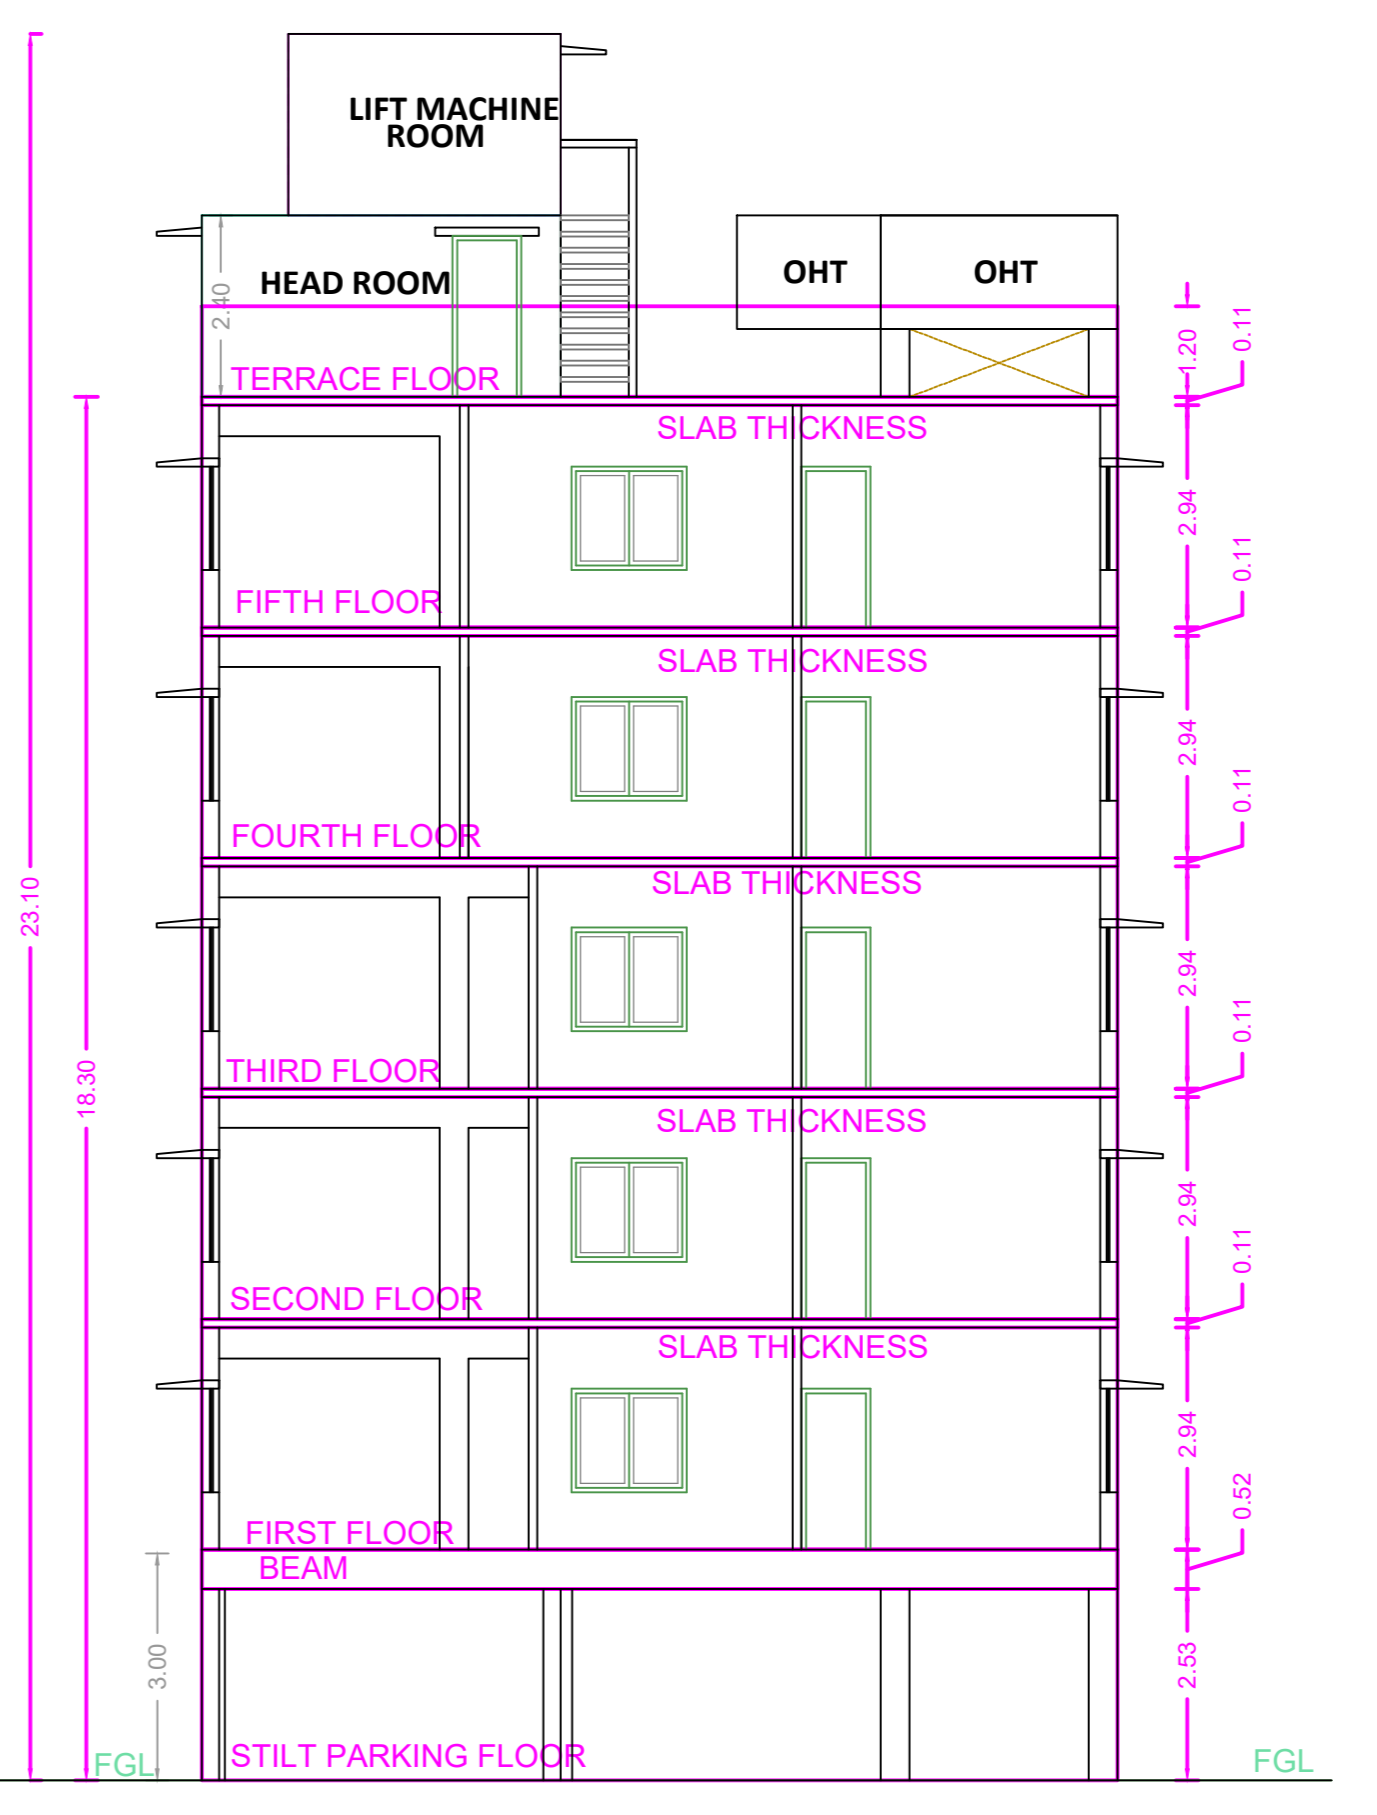 LIFT MACHINE
ROOM
HEAD ROOM
2.40
OHT
OHT
1.20
0.11
TERRACE FLOOR
SLAB THICKNESS
2.94
0.11
FIFTH FLOOR
SLAB THICKNESS
2.94
0.11
FOURTH FLOOR
SLAB THICKNESS
23.10
2.94
0.11
18.30
THIRD FLOOR
SLAB THICKNESS
2.94
0.11
SECOND FLOOR
SLAB THICKNESS
2.94
0.52
FIRST FLOOR
BEAM
3.00
2.53
STILT PARKING FLOOR
FGL
FGL